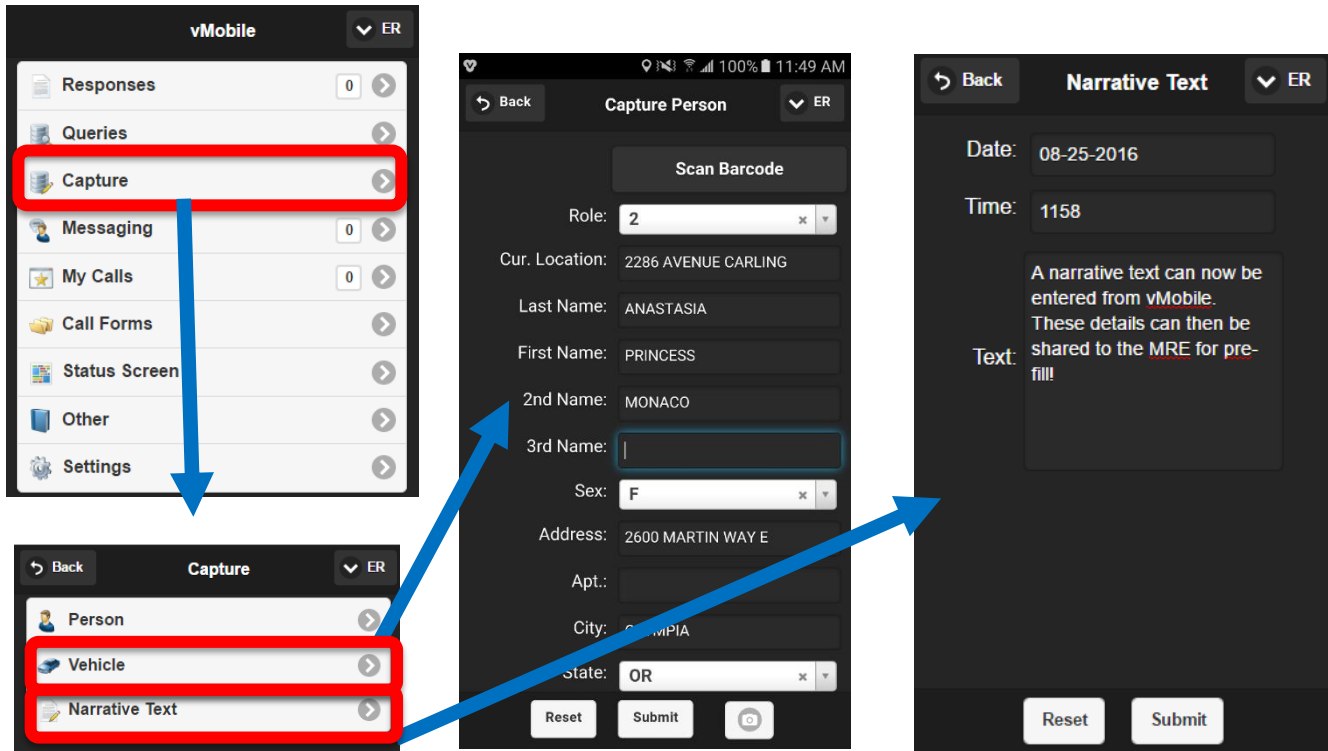 vMobile
ER
Responses 0
Queries
Capture
Messaging 0
My Calls 0
Call Forms
Status Screen
Other
Settings
Back Capture ER
Person
Vehicle
Narrative Text
100% 11:49 AM
Back Capture Person ER
Scan Barcode
Role: 2
Cur. Location: 2286 AVENUE CARLING
Last Name: ANASTASIA
First Name: PRINCESS
2nd Name: MONACO
3rd Name:
Sex: F
Address: 2600 MARTIN WAY E
Apt.:
City:
State: OR
Reset Submit
Back Narrative Text ER
Date: 08-25-2016
Time: 1158
Text:
A narrative text can now be
entered from vMobile.
These details can then be
shared to the MRE for pre-
fill!
Reset Submit